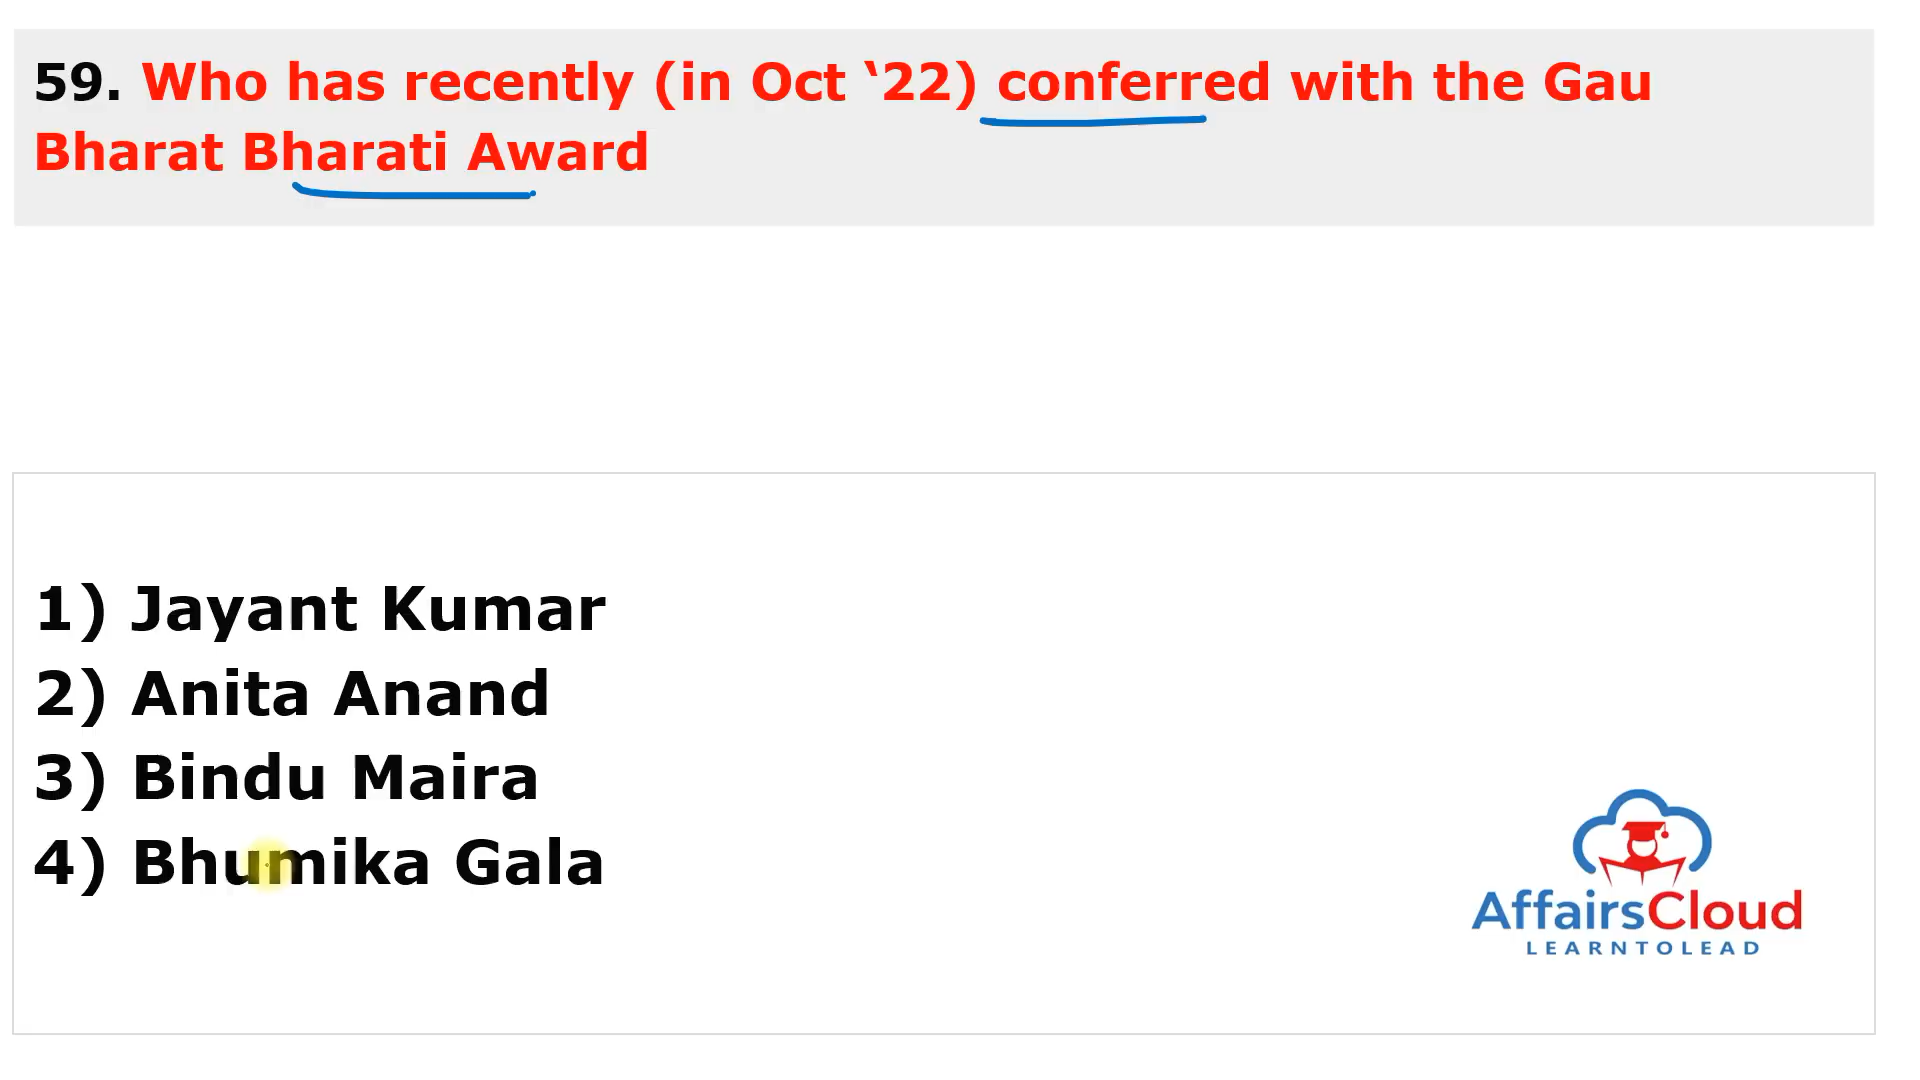 59. Who has recently (in Oct ‘22) conferred with the Gau
Bharat Bharati Award
1) Jayant Kumar
2) Anita Anand
3) Bindu Maira
4) Bhumika Gala
AffairsCloud
LEARNTOLEAD